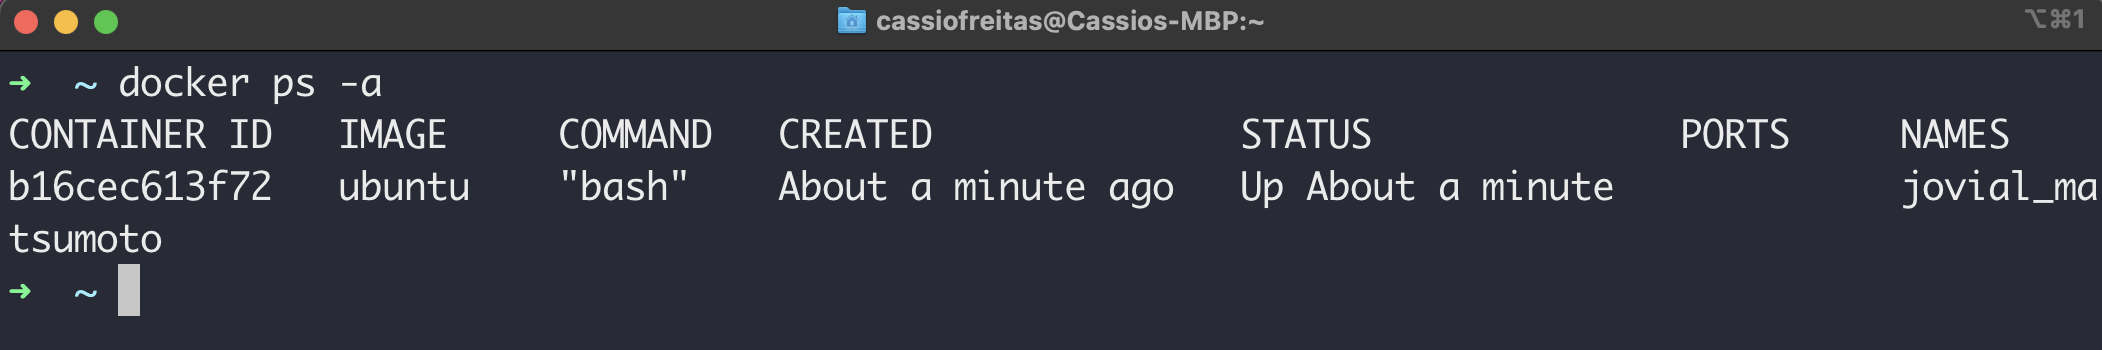 cassiofreitas@Cassios-MBP:~ ⌥⌘1
➜ ~ docker ps -a
CONTAINER ID IMAGE COMMAND CREATED STATUS PORTS NAMES
b16cec613f72 ubuntu "bash" About a minute ago Up About a minute jovial_ma
tsumoto
➜ ~